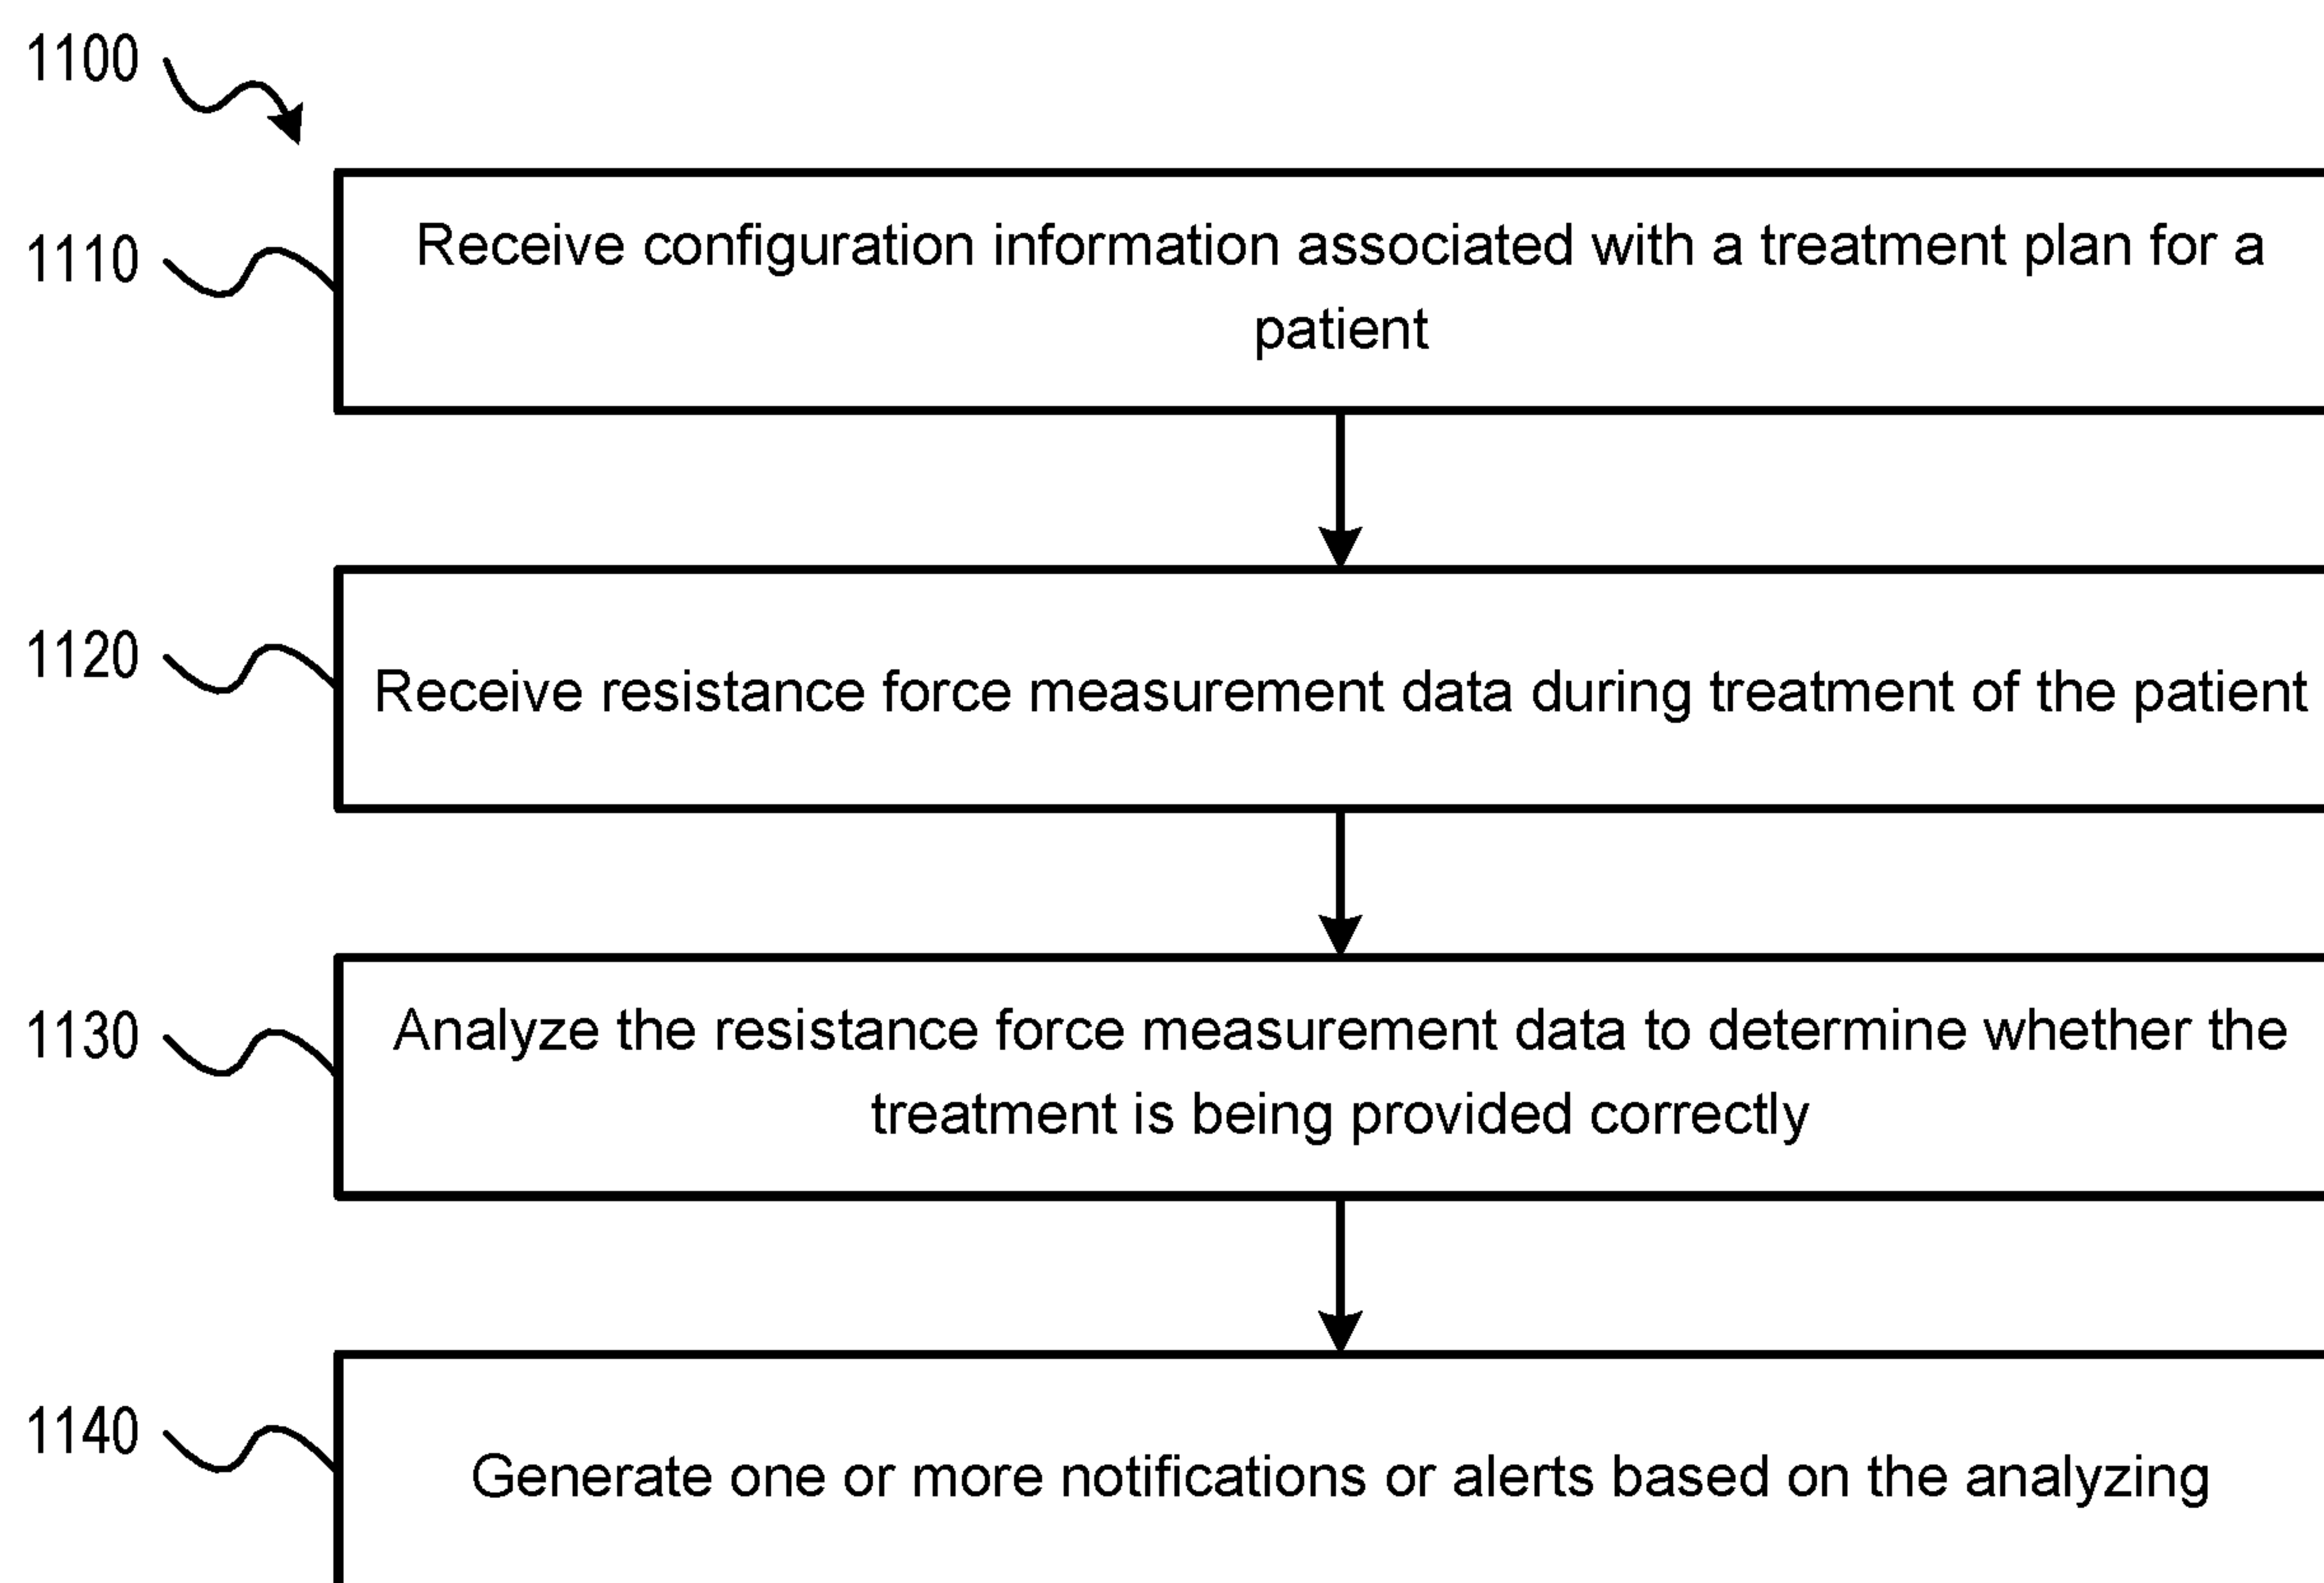 1100
1110
Receive configuration information associated with a treatment plan for a
patient
1120
Receive resistance force measurement data during treatment of the patient
1130
Analyze the resistance force measurement data to determine whether the
treatment is being provided correctly
1140
Generate one or more notifications or alerts based on the analyzing